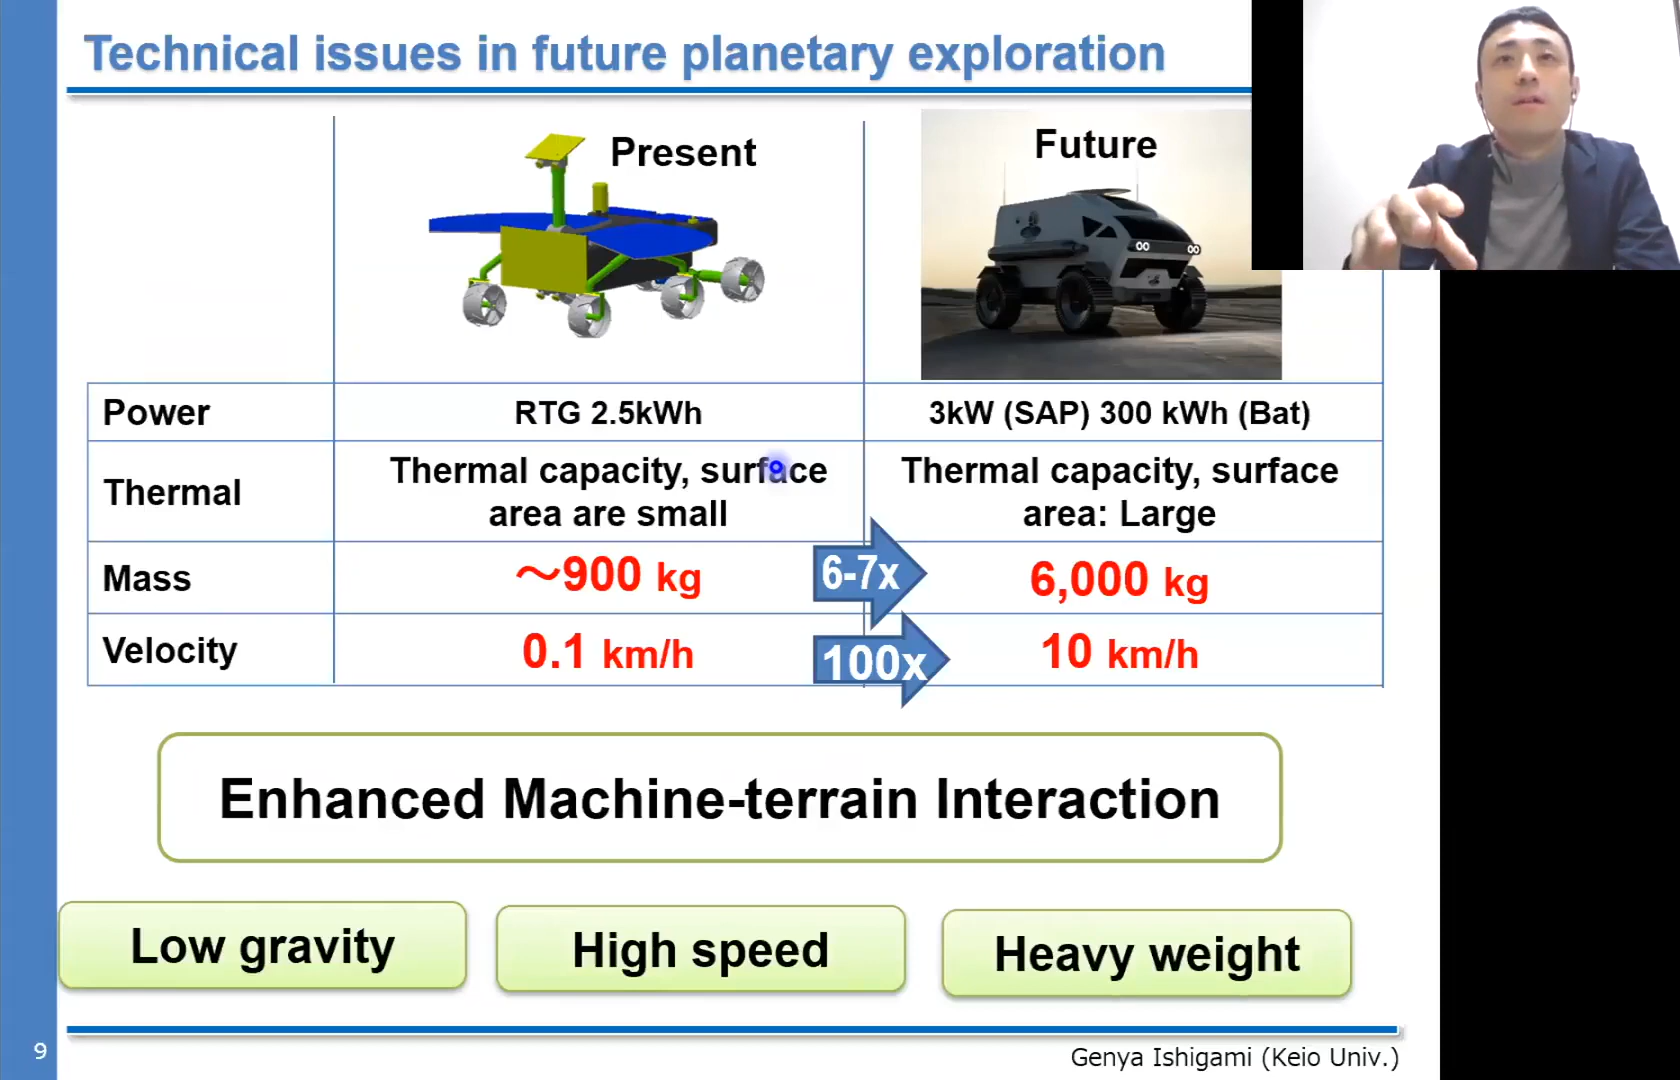 Technical issues in future planetary exploration
Present
Future
Power
RTG 2.5kWh
3kW (SAP) 300 kWh (Bat)
Thermal
Thermal capacity, surface
area are small
Thermal capacity, surface
area: Large
Mass
～900 kg
6-7x
6,000 kg
Velocity
0.1 km/h
100x
10 km/h
Enhanced Machine-terrain Interaction
Low gravity
High speed
Heavy weight
9
Genya Ishigami (Keio Univ.)